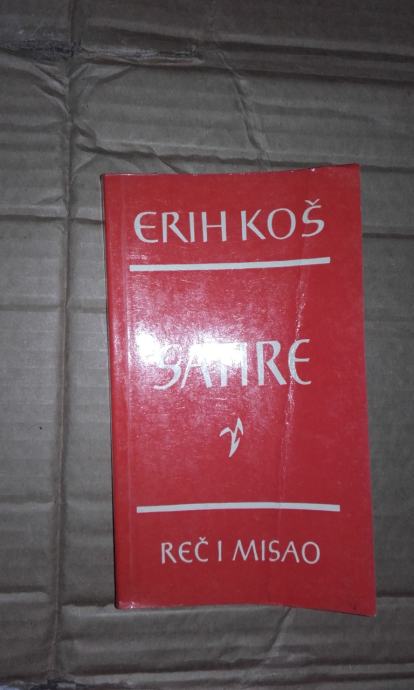 ERIH KOŠ
SATIRE
REČ I MISAO